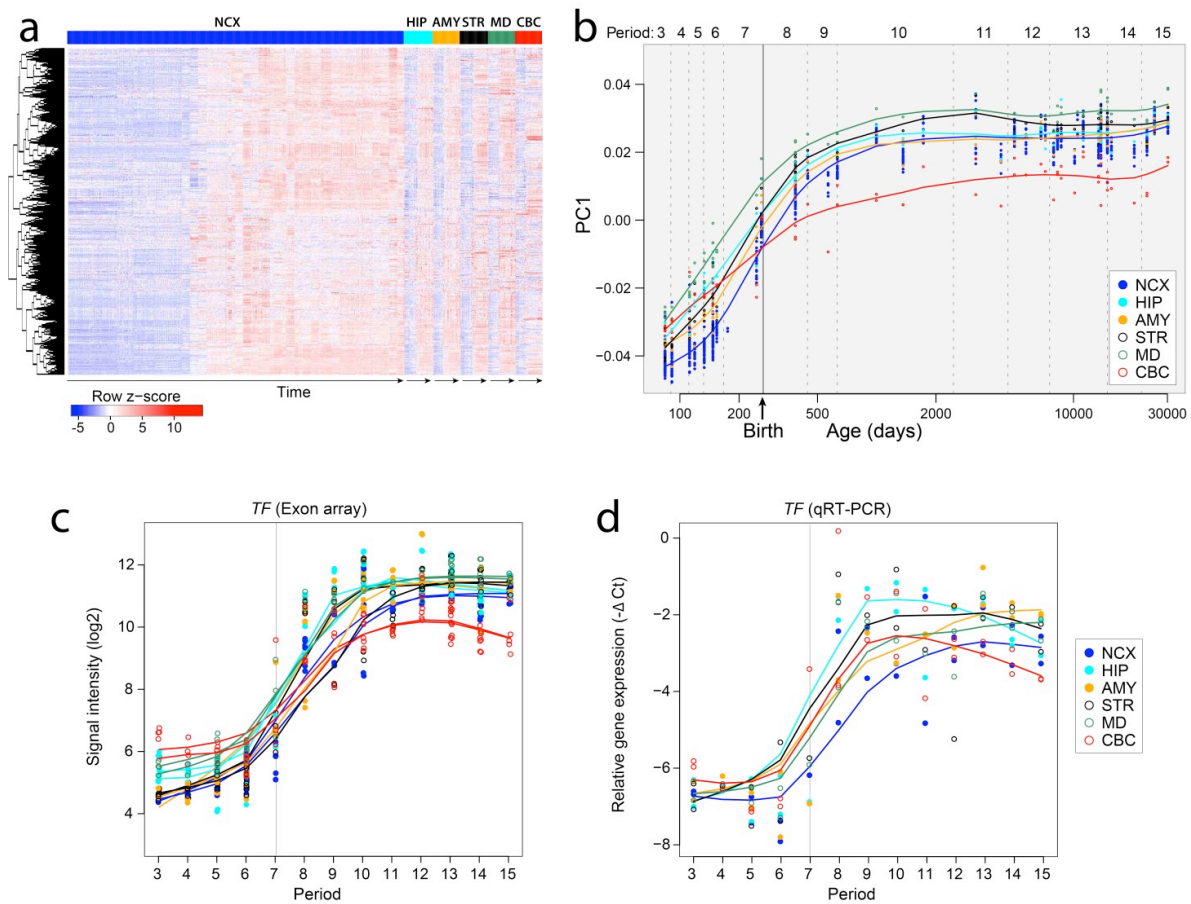 a
NCX HIP AMY STR MD CBC
Time
Row z−score
-5 0 5 10
b
Period: 3 4 5 6 7 8 9 10 11 12 13 14 15
0.04
0.02
0.00
−0.02
−0.04
PC1
NCX
HIP
AMY
STR
MD
CBC
100 200 500 2000 10000 30000
Birth Age (days)
c
TF (Exon array)
12
10
8
6
4
Signal intensity (log2)
3 4 5 6 7 8 9 10 11 12 13 14 15
Period
d
TF (qRT-PCR)
0
−2
−4
−6
−8
Relative gene expression (-Δ Ct)
3 4 5 6 7 8 9 10 11 12 13 14 15
Period
NCX
HIP
AMY
STR
MD
CBC